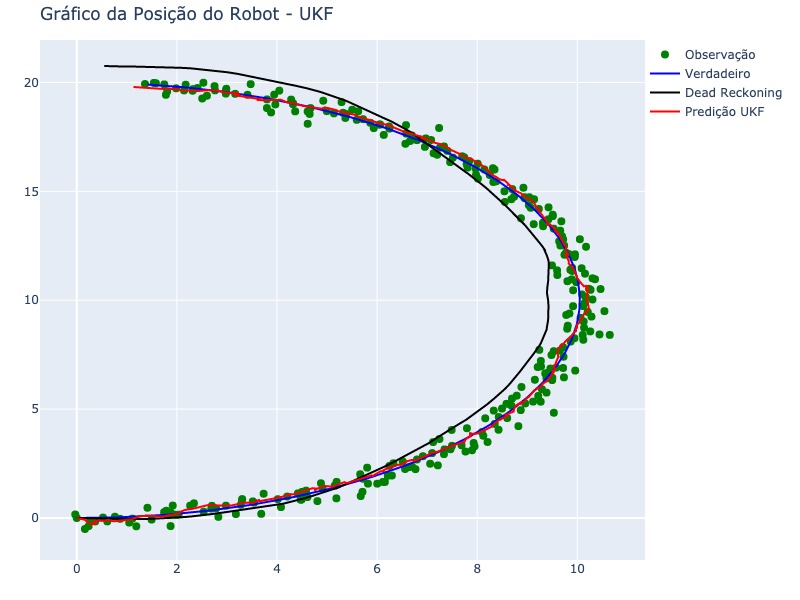 Gráfico da Posição do Robot - UKF
Observação
Verdadeiro
Dead Reckoning
Predição UKF
20
15
10
5
0
0 2 4 6 8 10